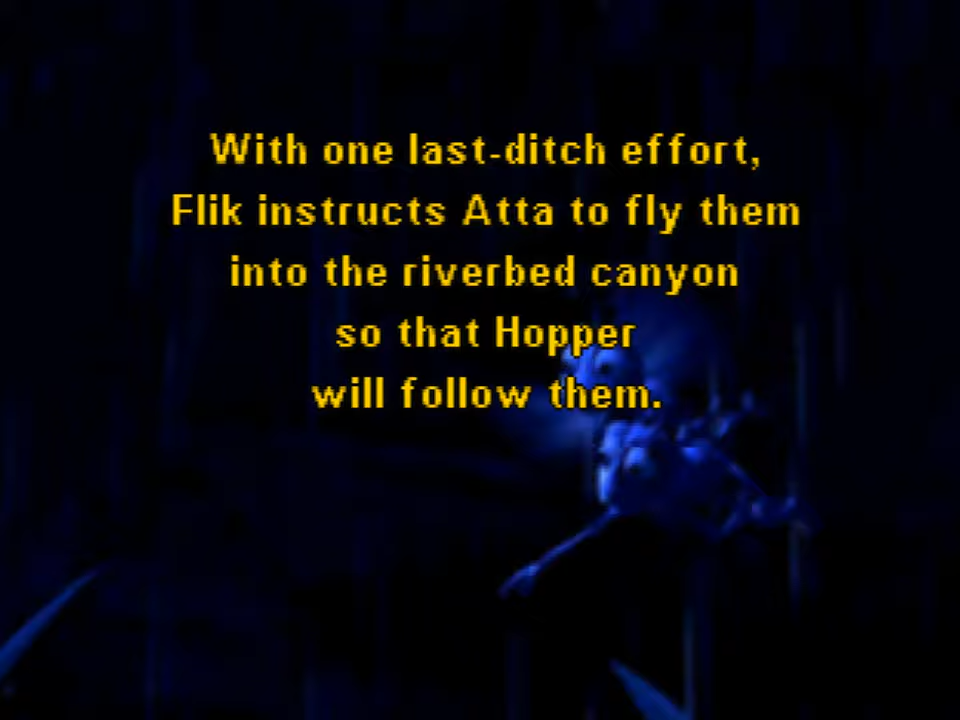 With one last-ditch effort,
Flik instructs Atta to fly them
into the riverbed canyon
so that Hopper
will follow them.